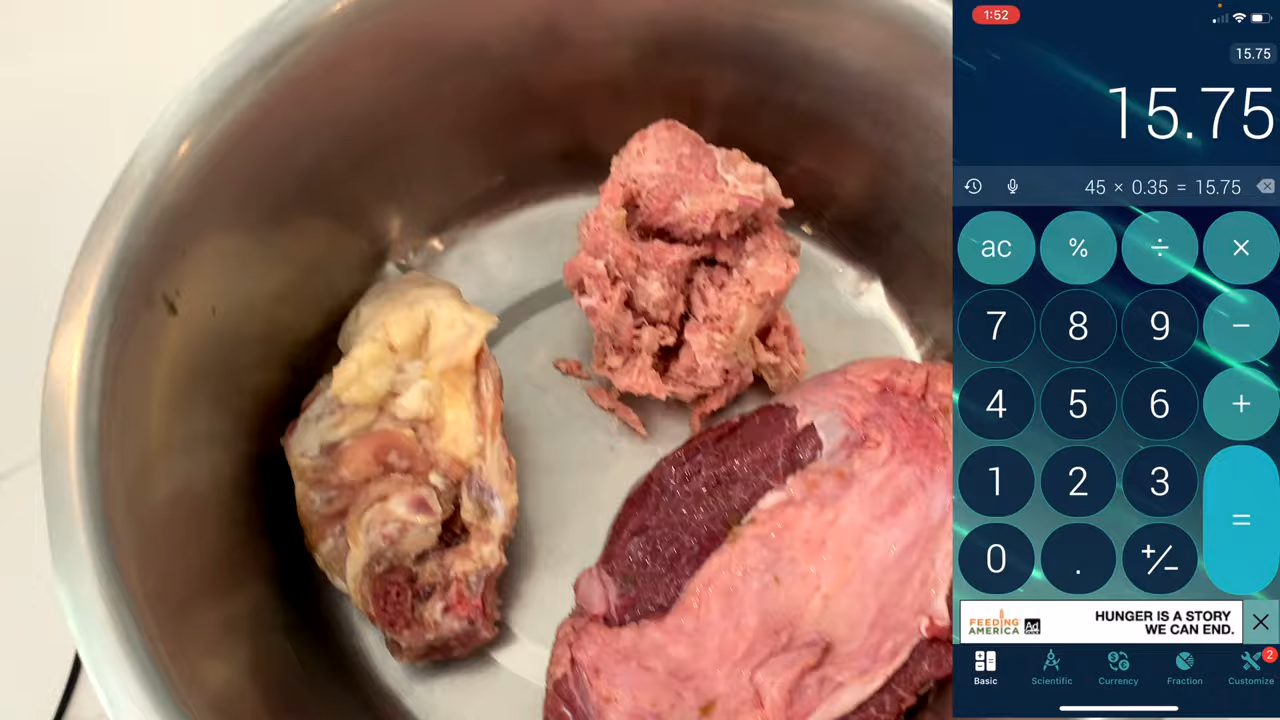 1:52
15.75
15.75
45 × 0.35 = 15.75
ac % ÷ ×
7 8 9 −
4 5 6 +
1 2 3
0 . +/− =
FEEDING AMERICA Ad Council
HUNGER IS A STORY
WE CAN END.
Basic Scientific Currency Fraction Customize
2